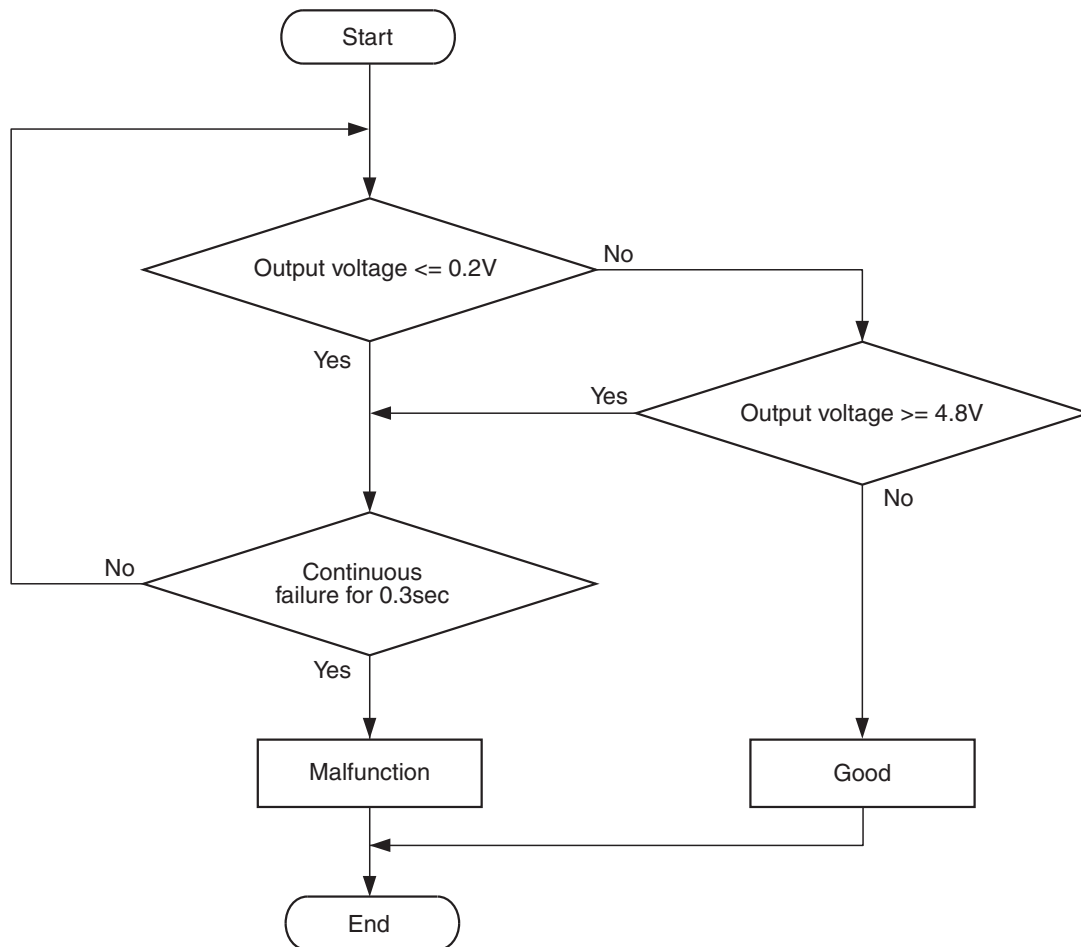 Start
Output voltage <= 0.2V
No
Yes
Output voltage >= 4.8V
Yes
No
Continuous
failure for 0.3sec
No
Yes
Malfunction
Good
End